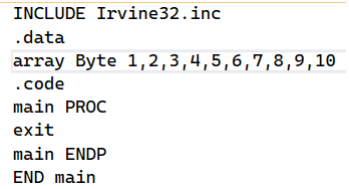 INCLUDE Irvine32.inc
.data
array Byte 1,2,3,4,5,6,7,8,9,10
.code
main PROC
exit
main ENDP
END main